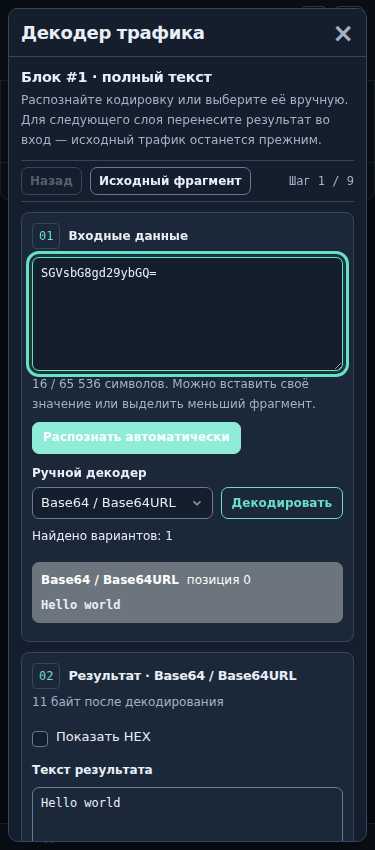 Декодер трафика
Блок #1 · полный текст
Распознайте кодировку или выберите её вручную.
Для следующего слоя перенесите результат во
вход — исходный трафик останется прежним.
Назад
Исходный фрагмент
Шаг 1 / 9
01 Входные данные
SGVsbG8gd29ybGQ=
16 / 65 536 символов. Можно вставить своё
значение или выделить меньший фрагмент.
Распознать автоматически
Ручной декодер
Base64 / Base64URL
Декодировать
Найдено вариантов: 1
Base64 / Base64URL позиция 0
Hello world
02 Результат · Base64 / Base64URL
11 байт после декодирования
Показать HEX
Текст результата
Hello world